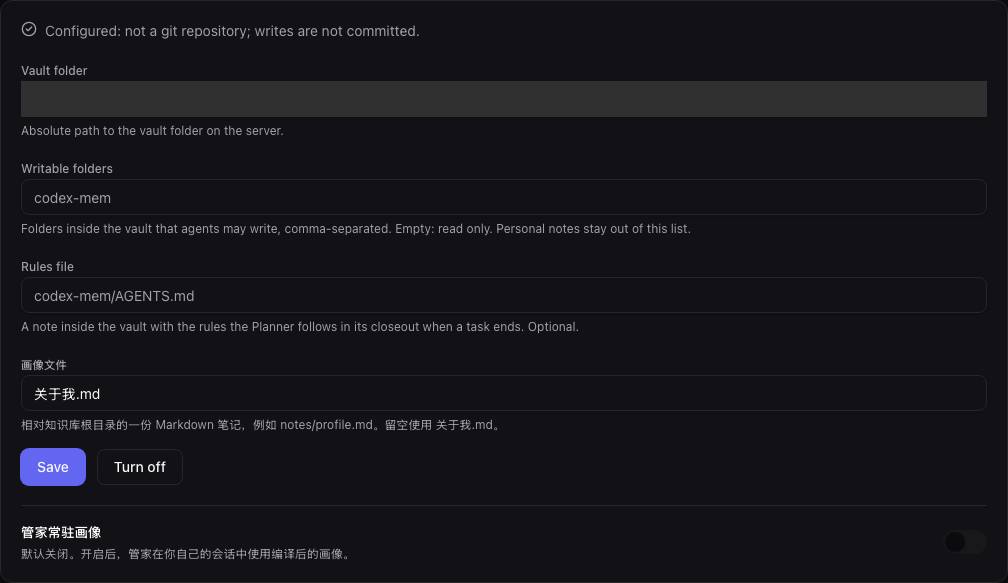 Configured: not a git repository; writes are not committed.
Vault folder
Absolute path to the vault folder on the server.
Writable folders
codex-mem
Folders inside the vault that agents may write, comma-separated. Empty: read only. Personal notes stay out of this list.
Rules file
codex-mem/AGENTS.md
A note inside the vault with the rules the Planner follows in its closeout when a task ends. Optional.
画像文件
关于我.md
相对知识库根目录的一份 Markdown 笔记，例如 notes/profile.md。留空使用 关于我.md。
Save
Turn off
管家常驻画像
默认关闭。开启后，管家在你自己的会话中使用编译后的画像。